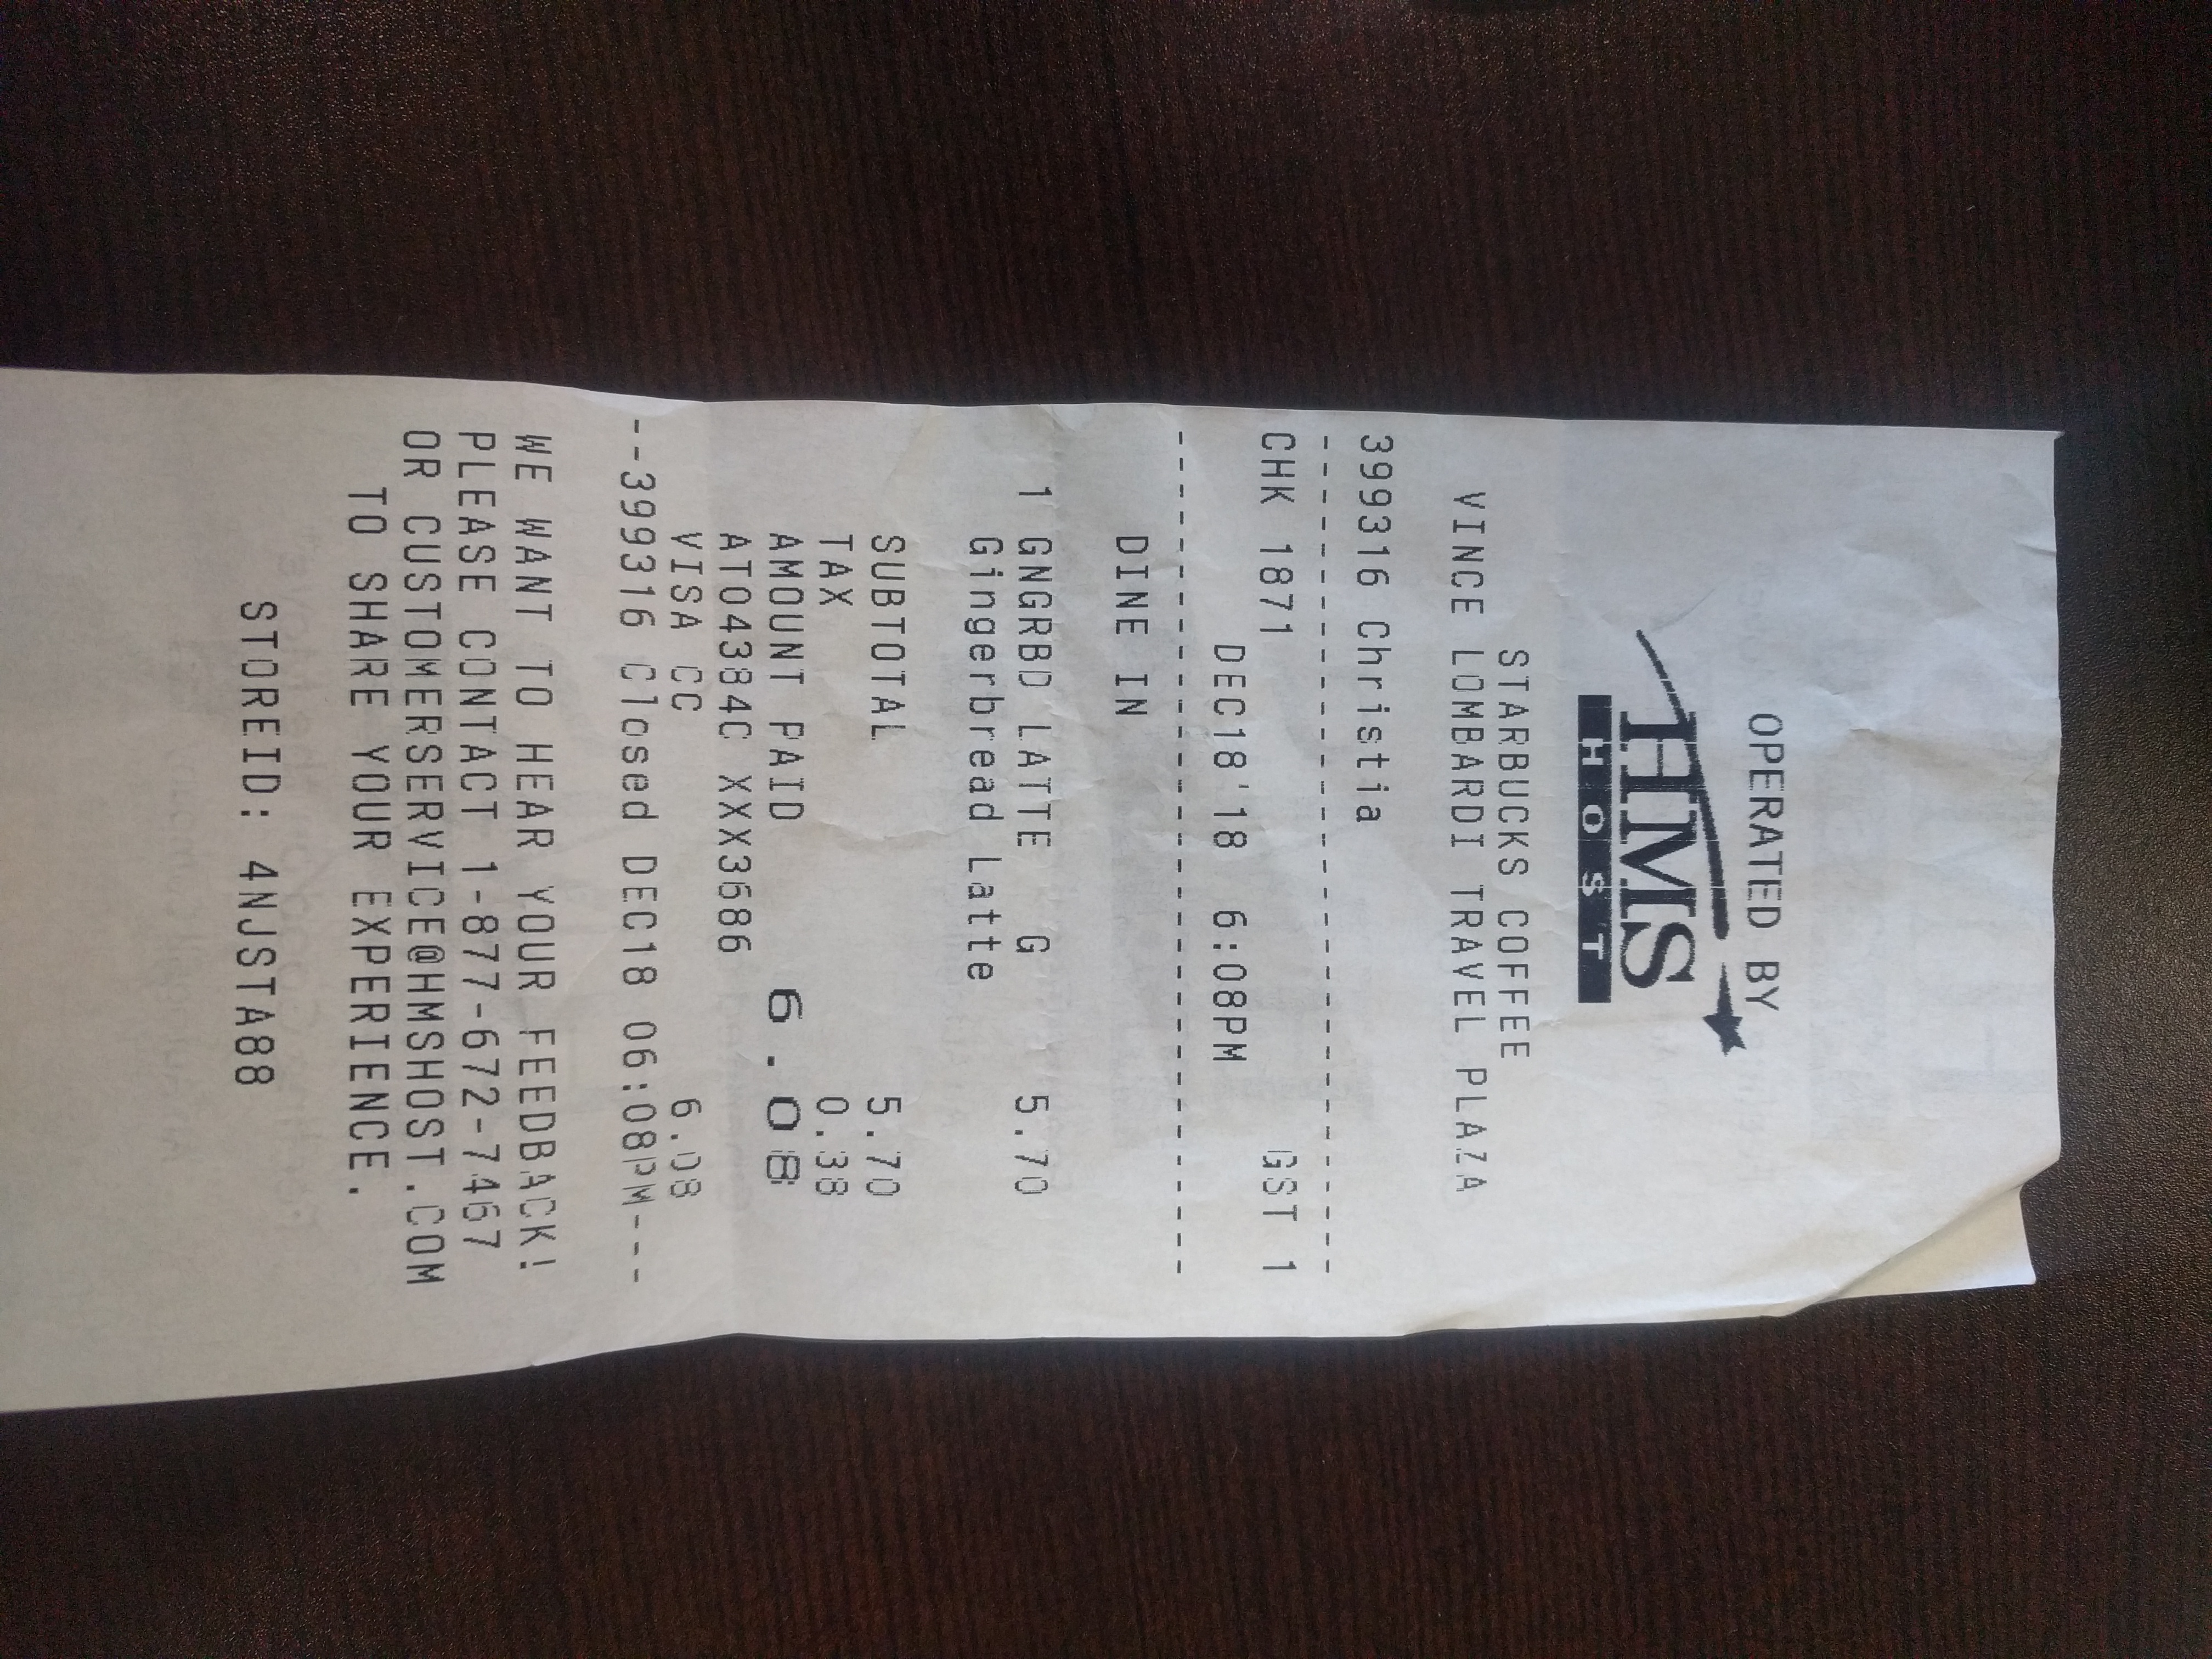 OPERATED BY
HMS
HOST
STARBUCKS COFFEE
VINCE LOMBARDI TRAVEL PLAZA
399316 Christia
--------------------------------
CHK 1871 GST 1
DEC18'18 6:08PM
--------------------------------
DINE IN
1 GNGRBD LATTE G 5.70
Gingerbread Latte
SUBTOTAL 5.70
TAX 0.38
AMOUNT PAID 6.08
AT04384C XXX3686
VISA CC 6.08
--399316 Closed DEC18 06:08PM---
WE WANT TO HEAR YOUR FEEDBACK!
PLEASE CONTACT 1-877-672-7467
OR CUSTOMERSERVICE@HMSHOST.COM
TO SHARE YOUR EXPERIENCE.
STOREID: 4NJSTA88